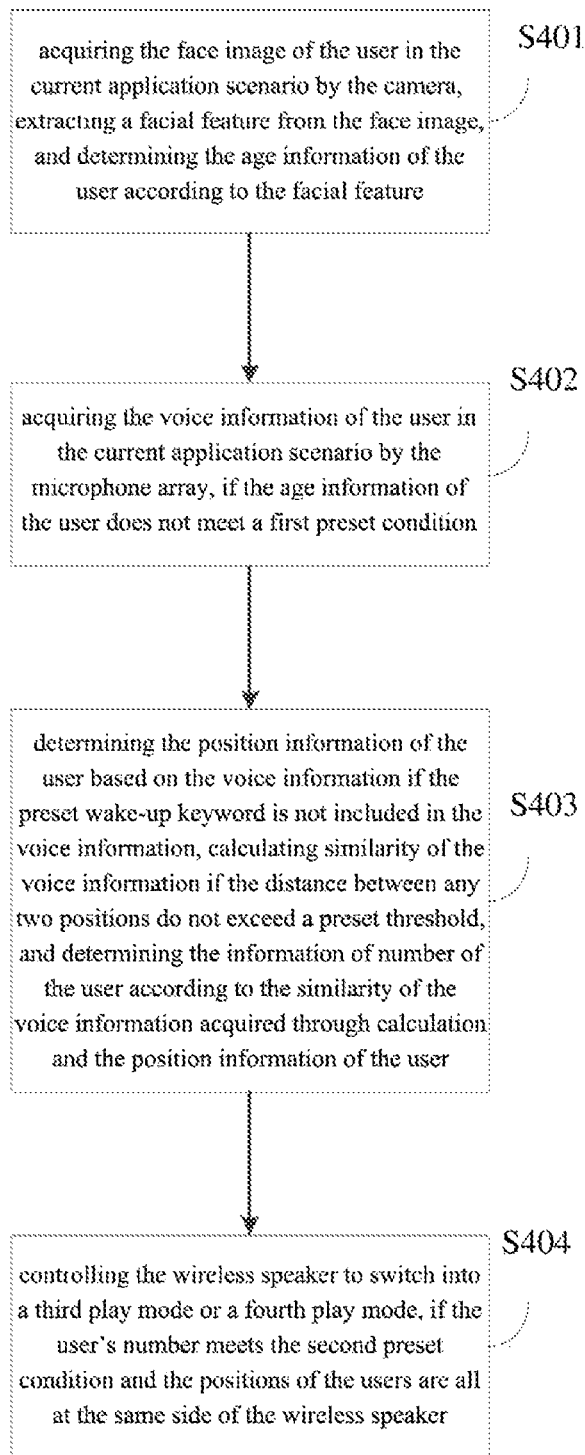 S401
acquiring the face image of the user in the
current application scenario by the camera,
extracting a facial feature from the face image,
and determining the age information of the
user according to the facial feature
S402
acquiring the voice information of the user in
the current application scenario by the
microphone array, if the age information of
the user does not meet a first preset condition
S403
determining the position information of the
user based on the voice information if the
preset wake-up keyword is not included in the
voice information, calculating similarity of the
voice information if the distance between any
two positions do not exceed a preset threshold,
and determining the information of number of
the user according to the similarity of the
voice information acquired through calculation
and the position information of the user
S404
controlling the wireless speaker to switch into
a third play mode or a fourth play mode, if the
user's number meets the second preset
condition and the positions of the users are all
at the same side of the wireless speaker